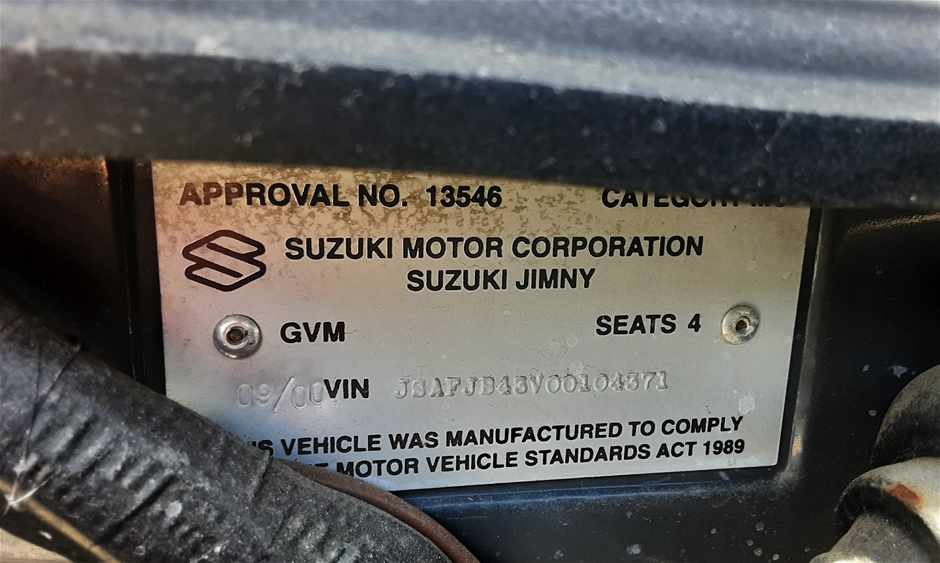 APPROVAL NO. 13546 CATEGORY
SUZUKI MOTOR CORPORATION
SUZUKI JIMNY
GVM SEATS 4
09/00 VIN JSAFJB43V00104371
VEHICLE WAS MANUFACTURED TO COMPLY
MOTOR VEHICLE STANDARDS ACT 1989